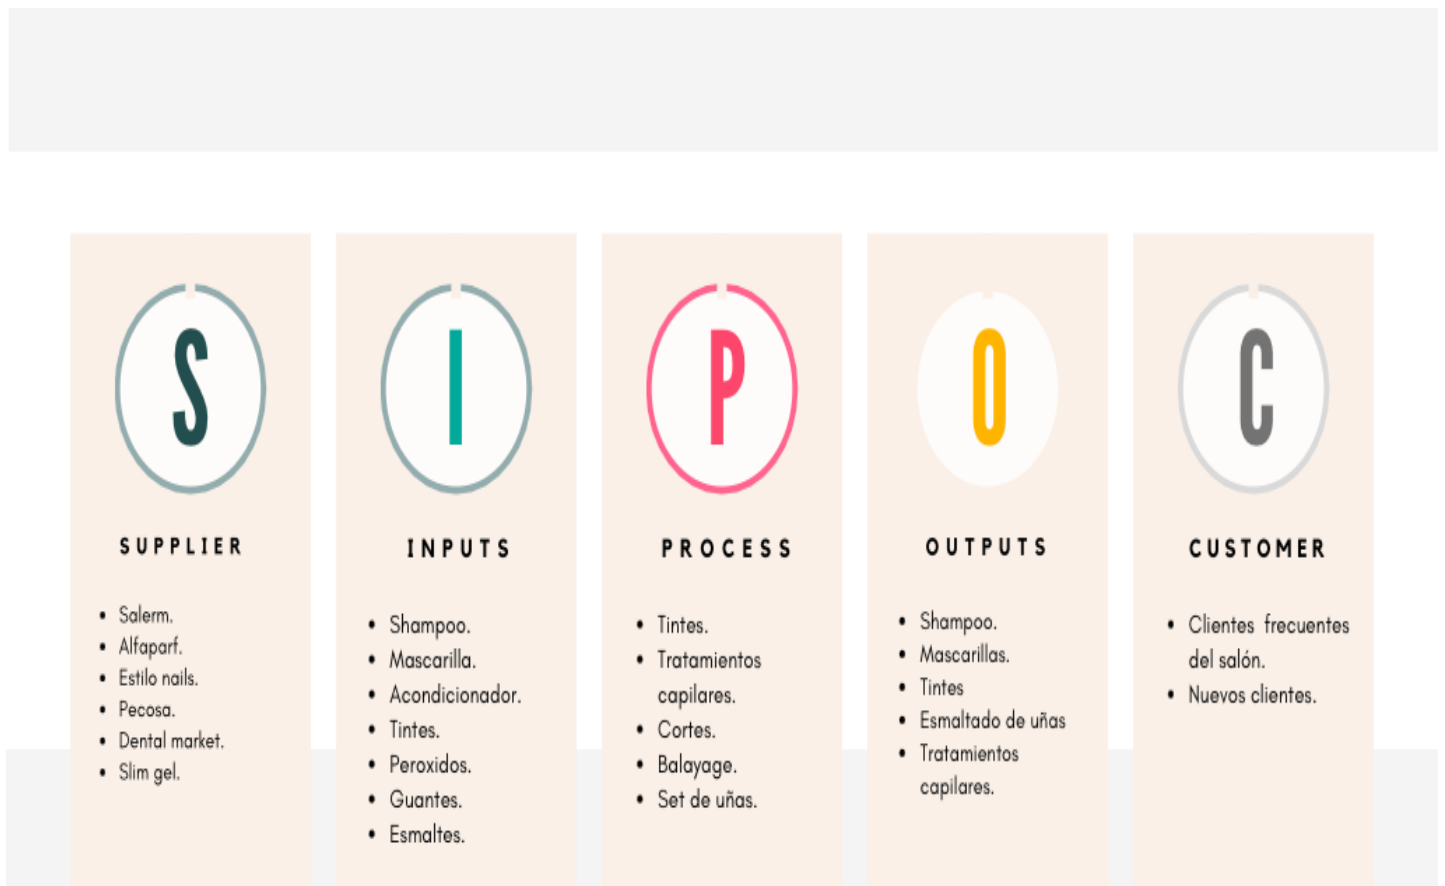 S
SUPPLIER
• Salerm.
• Alfaparf.
• Estilo nails.
• Pecosa.
• Dental market.
• Slim gel.
I
INPUTS
• Shampoo.
• Mascarilla.
• Acondicionador.
• Tintes.
• Peroxidos.
• Guantes.
• Esmaltes.
P
PROCESS
• Tintes.
• Tratamientos
capilares.
• Cortes.
• Balayage.
• Set de uñas.
O
OUTPUTS
• Shampoo.
• Mascarillas.
• Tintes
• Esmaltado de uñas
• Tratamientos
capilares.
C
CUSTOMER
• Clientes frecuentes
del salón.
• Nuevos clientes.